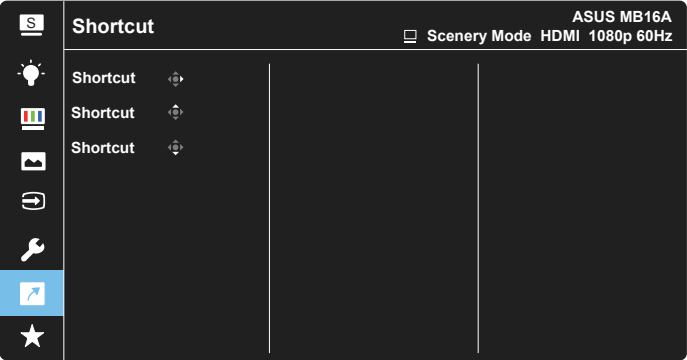 S
Shortcut
ASUS MB16A
Scenery Mode HDMI 1080p 60Hz
Shortcut
Shortcut
Shortcut